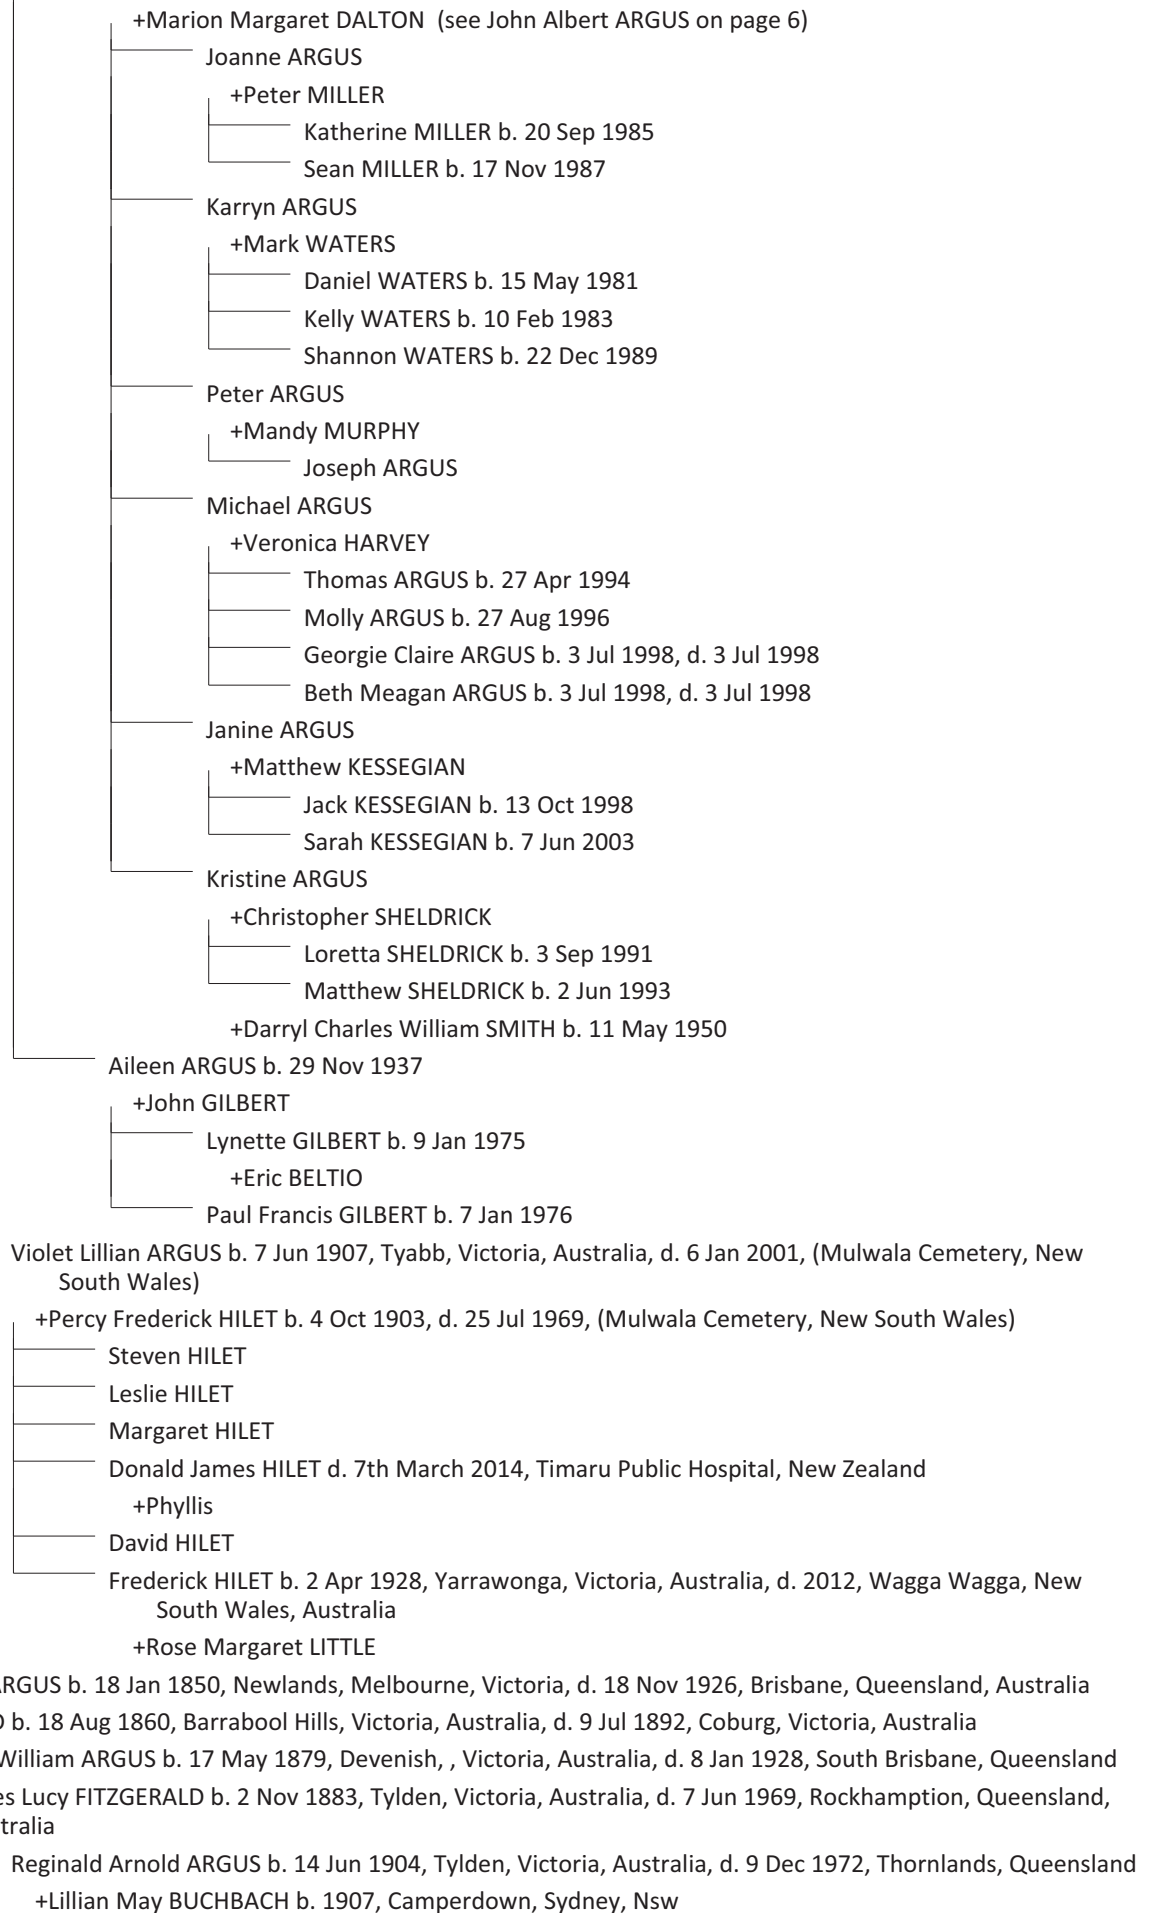 +Marion Margaret DALTON (see John Albert ARGUS on page 6)
Joanne ARGUS
+Peter MILLER
Katherine MILLER b. 20 Sep 1985
Sean MILLER b. 17 Nov 1987
Karryn ARGUS
+Mark WATERS
Daniel WATERS b. 15 May 1981
Kelly WATERS b. 10 Feb 1983
Shannon WATERS b. 22 Dec 1989
Peter ARGUS
+Mandy MURPHY
Joseph ARGUS
Michael ARGUS
+Veronica HARVEY
Thomas ARGUS b. 27 Apr 1994
Molly ARGUS b. 27 Aug 1996
Georgie Claire ARGUS b. 3 Jul 1998, d. 3 Jul 1998
Beth Meagan ARGUS b. 3 Jul 1998, d. 3 Jul 1998
Janine ARGUS
+Matthew KESSEGIAN
Jack KESSEGIAN b. 13 Oct 1998
Sarah KESSEGIAN b. 7 Jun 2003
Kristine ARGUS
+Christopher SHELDRICK
Loretta SHELDRICK b. 3 Sep 1991
Matthew SHELDRICK b. 2 Jun 1993
+Darryl Charles William SMITH b. 11 May 1950
Aileen ARGUS b. 29 Nov 1937
+John GILBERT
Lynette GILBERT b. 9 Jan 1975
+Eric BELTIO
Paul Francis GILBERT b. 7 Jan 1976
Violet Lillian ARGUS b. 7 Jun 1907, Tyabb, Victoria, Australia, d. 6 Jan 2001, (Mulwala Cemetery, New
South Wales)
+Percy Frederick HILET b. 4 Oct 1903, d. 25 Jul 1969, (Mulwala Cemetery, New South Wales)
Steven HILET
Leslie HILET
Margaret HILET
Donald James HILET d. 7th March 2014, Timaru Public Hospital, New Zealand
+Phyllis
David HILET
Frederick HILET b. 2 Apr 1928, Yarrawonga, Victoria, Australia, d. 2012, Wagga Wagga, New
South Wales, Australia
+Rose Margaret LITTLE
ARGUS b. 18 Jan 1850, Newlands, Melbourne, Victoria, d. 18 Nov 1926, Brisbane, Queensland, Australia
b. 18 Aug 1860, Barrabool Hills, Victoria, Australia, d. 9 Jul 1892, Coburg, Victoria, Australia
William ARGUS b. 17 May 1879, Devenish, , Victoria, Australia, d. 8 Jan 1928, South Brisbane, Queensland
es Lucy FITZGERALD b. 2 Nov 1883, Tylden, Victoria, Australia, d. 7 Jun 1969, Rockhamption, Queensland,
tralia
Reginald Arnold ARGUS b. 14 Jun 1904, Tylden, Victoria, Australia, d. 9 Dec 1972, Thornlands, Queensland
+Lillian May BUCHBACH b. 1907, Camperdown, Sydney, Nsw